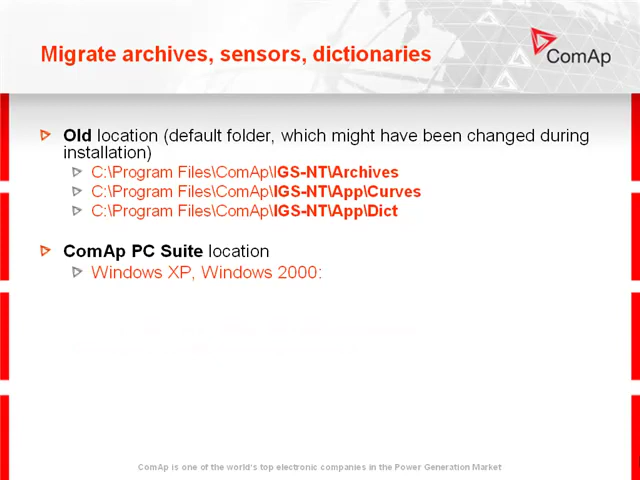 Migrate archives, sensors, dictionaries
ComAp
Old location (default folder, which might have been changed during
installation)
C:\Program Files\ComAp\IGS-NT\Archives
C:\Program Files\ComAp\IGS-NT\App\Curves
C:\Program Files\ComAp\IGS-NT\App\Dict
ComAp PC Suite location
Windows XP, Windows 2000:
ComAp is one of the world's top electronic companies in the Power Generation Market